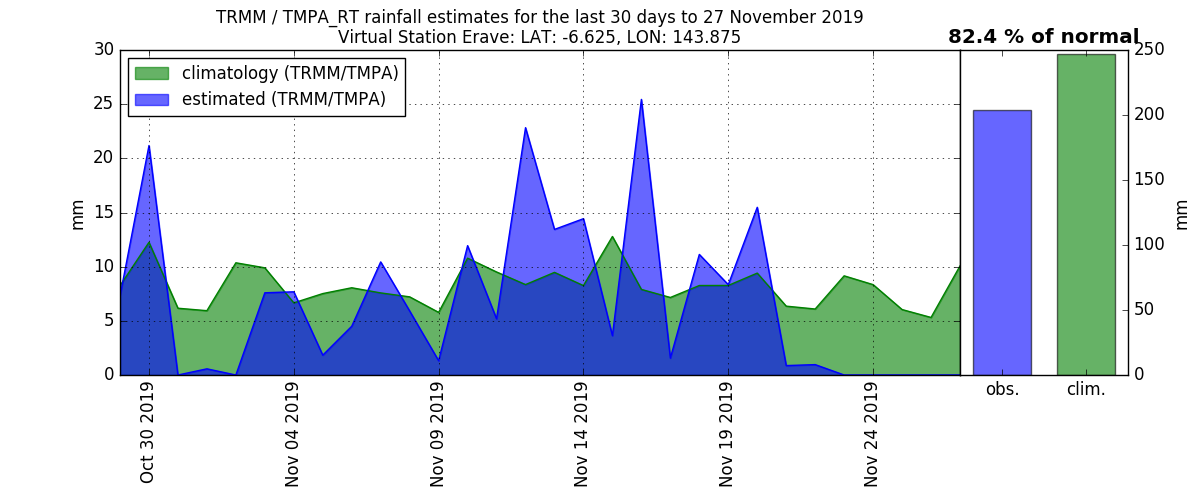 TRMM / TMPA_RT rainfall estimates for the last 30 days to 27 November 2019
Virtual Station Erave: LAT: -6.625, LON: 143.875
82.4 % of normal
climatology (TRMM/TMPA)
estimated (TRMM/TMPA)
30
25
20
15
10
5
0
mm
Oct 30 2019
Nov 04 2019
Nov 09 2019
Nov 14 2019
Nov 19 2019
Nov 24 2019
250
200
150
100
50
0
mm
obs.
clim.